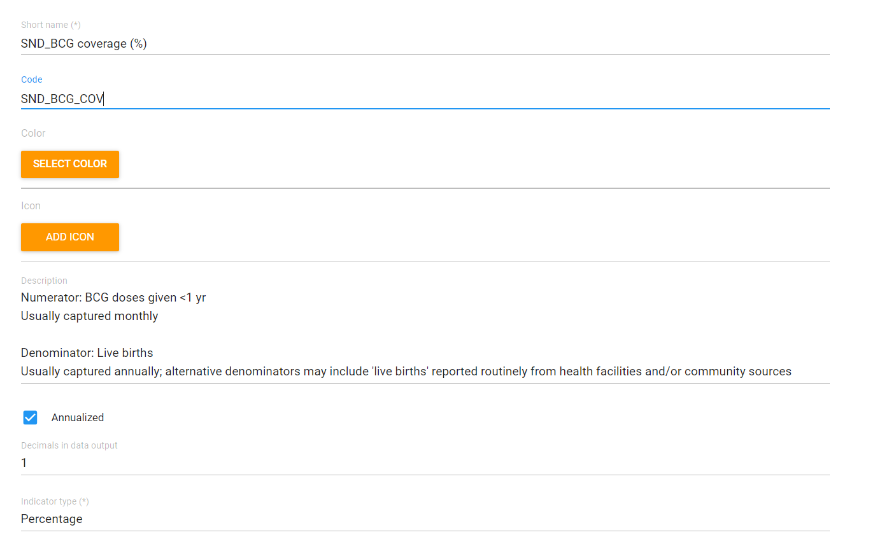 Short name (*)
SND_BCG coverage (%)
Code
SND_BCG_COV
Color
SELECT COLOR
Icon
ADD ICON
Description
Numerator: BCG doses given <1 yr
Usually captured monthly
Denominator: Live births
Usually captured annually; alternative denominators may include 'live births' reported routinely from health facilities and/or community sources
Annualized
Decimals in data output
1
Indicator type (*)
Percentage